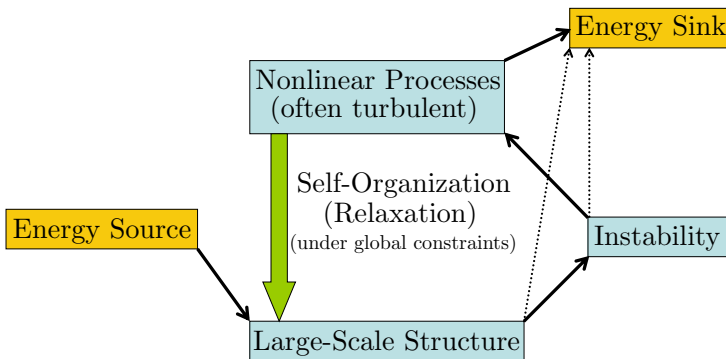 Energy Sink
Nonlinear Processes
(often turbulent)
Self-Organization
(Relaxation)
(under global constraints)
Energy Source
Instability
Large-Scale Structure